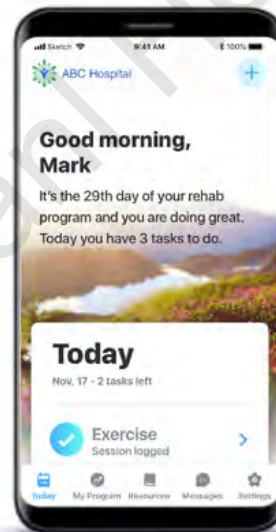 Sketch 9:41 AM 100%
ABC Hospital
Good morning,
Mark
It's the 29th day of your rehab
program and you are doing great.
Today you have 3 tasks to do.
Today
Nov, 17 - 2 tasks left
Exercise
Session logged
Today My Program Resources Messages Settings